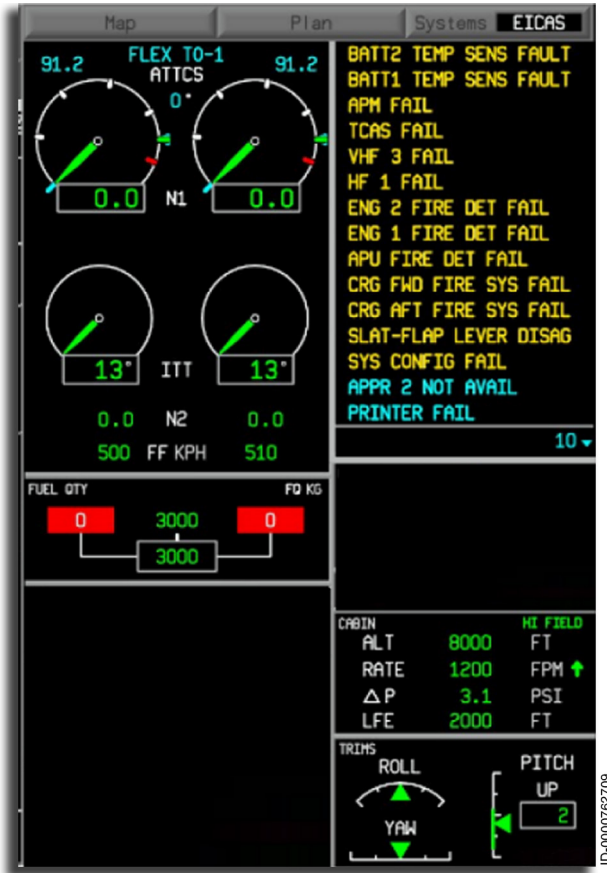 Map Plan Systems EICAS
FLEX TO-1
91.2 ATTCS 91.2
0°
0.0 N1 0.0
13° ITT 13°
0.0 N2 0.0
500 FF KPH 510
FUEL QTY FQ KG
0 3000 0
3000
BATT2 TEMP SENS FAULT
BATT1 TEMP SENS FAULT
APM FAIL
TCAS FAIL
VHF 3 FAIL
HF 1 FAIL
ENG 2 FIRE DET FAIL
ENG 1 FIRE DET FAIL
APU FIRE DET FAIL
CRG FWD FIRE SYS FAIL
CRG AFT FIRE SYS FAIL
SLAT-FLAP LEVER DISAG
SYS CONFIG FAIL
APPR 2 NOT AVAIL
PRINTER FAIL
10
CABIN HI FIELD
ALT 8000 FT
RATE 1200 FPM ↑
ΔP 3.1 PSI
LFE 2000 FT
TRIMS
ROLL PITCH
UP
2
YAW
ID-0000762709